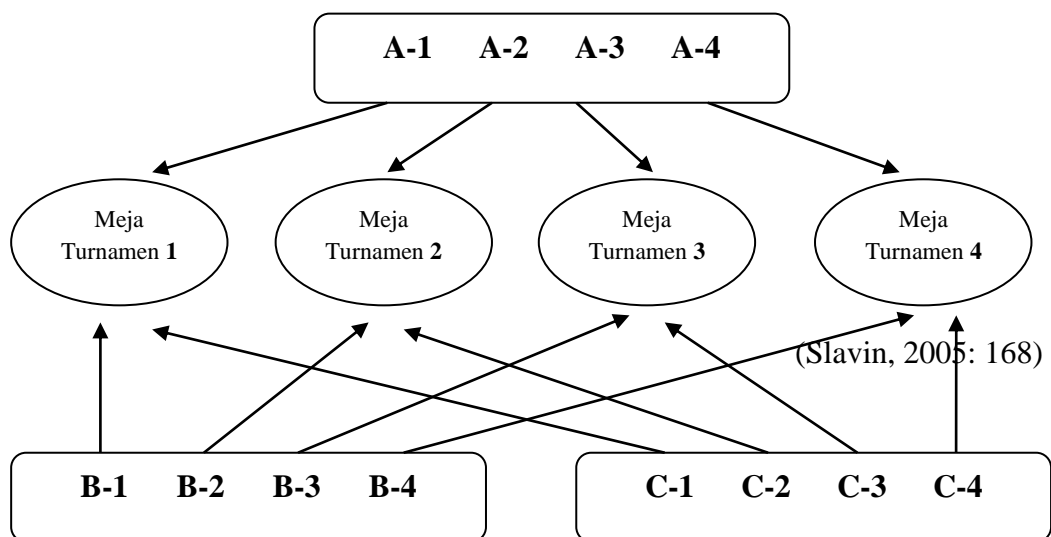 A-1 A-2 A-3 A-4
Meja
Turnamen 1
Meja
Turnamen 2
Meja
Turnamen 3
Meja
Turnamen 4
(Slavin, 2005: 168)
B-1 B-2 B-3 B-4
C-1 C-2 C-3 C-4